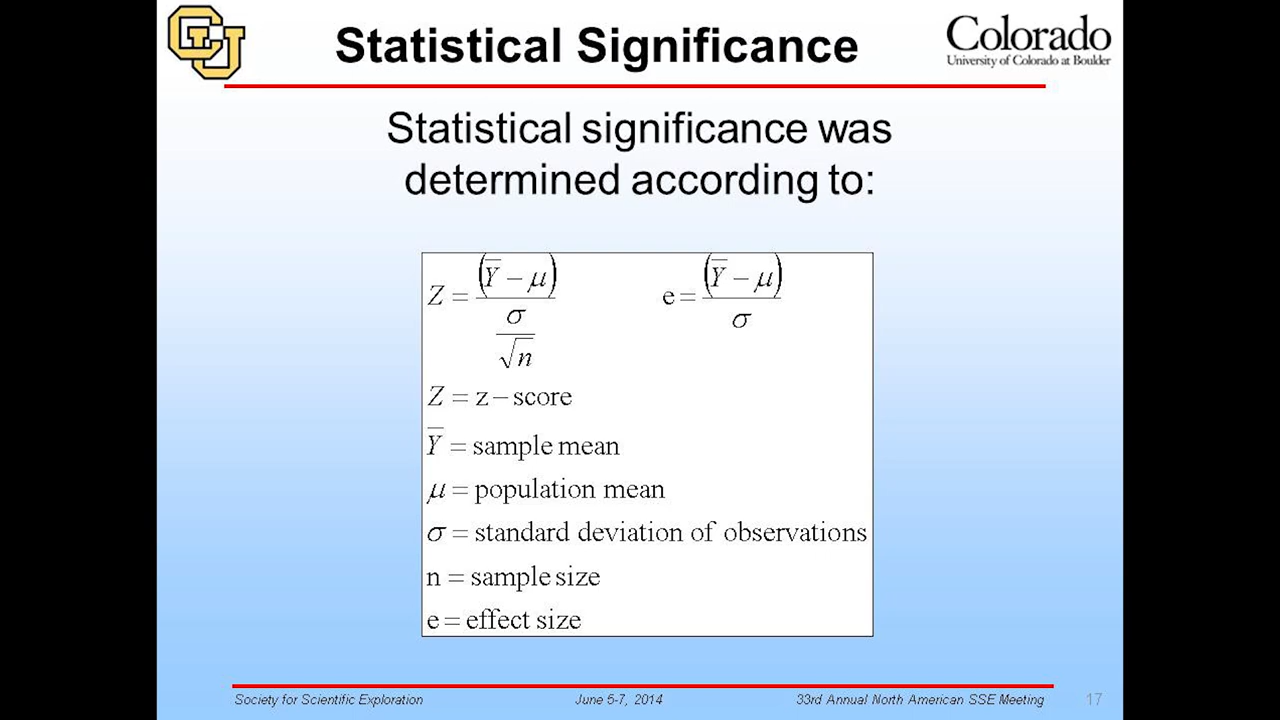 CU
Statistical Significance
Colorado
University of Colorado at Boulder
Statistical significance was
determined according to:
Z = (Y̅ − μ) / (σ / √n)
e = (Y̅ − μ) / σ
Z = z − score
Y̅ = sample mean
μ = population mean
σ = standard deviation of observations
n = sample size
e = effect size
Society for Scientific Exploration
June 5-7, 2014
33rd Annual North American SSE Meeting
17